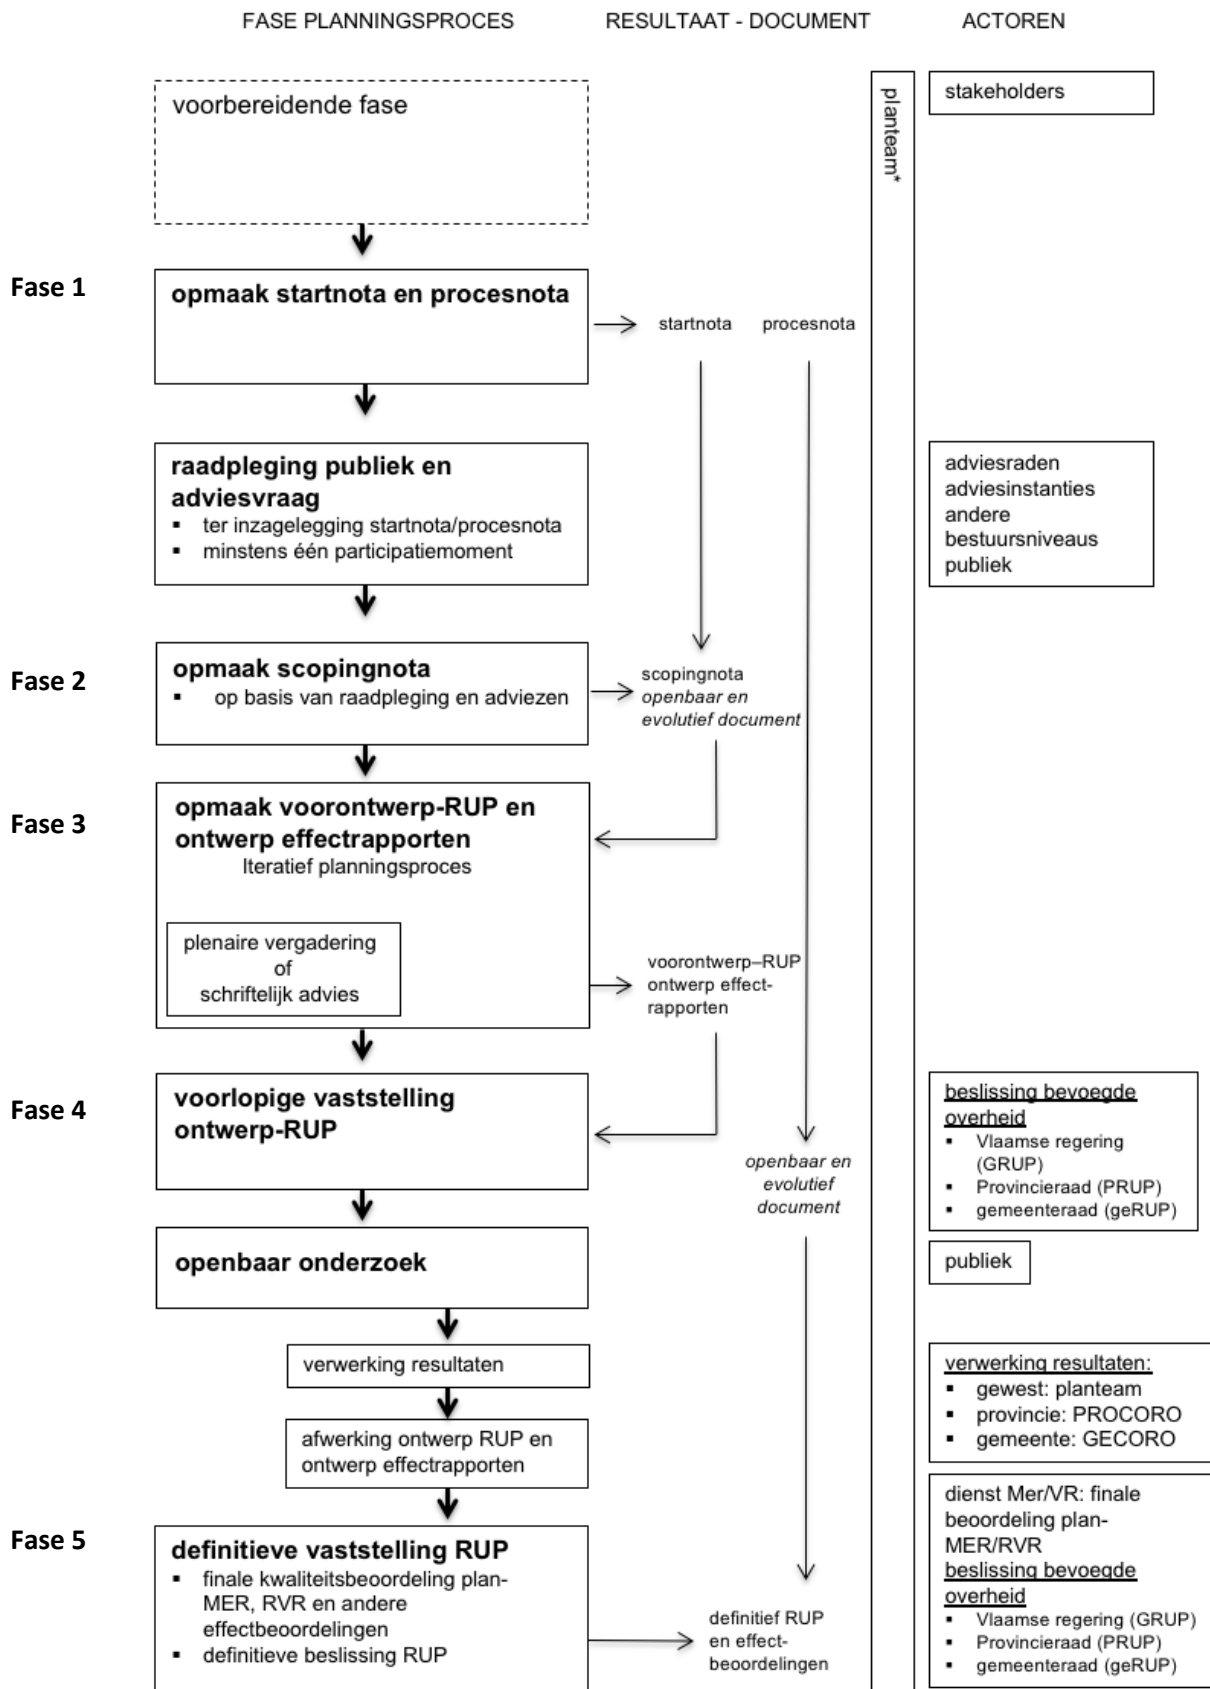 FASE PLANNINGSPROCES
RESULTAAT - DOCUMENT
ACTOREN
voorbereidende fase
planteam*
stakeholders
Fase 1
opmaak startnota en procesnota
startnota
procesnota
raadpleging publiek en
adviesvraag
▪ ter inzagelegging startnota/procesnota
▪ minstens één participatiemoment
adviesraden
adviesinstanties
andere
bestuursniveaus
publiek
Fase 2
opmaak scopingnota
▪ op basis van raadpleging en adviezen
scopingnota
openbaar en
evolutief document
Fase 3
opmaak voorontwerp-RUP en
ontwerp effectrapporten
Iteratief planningsproces
plenaire vergadering
of
schriftelijk advies
voorontwerp–RUP
ontwerp effect-
rapporten
Fase 4
voorlopige vaststelling
ontwerp-RUP
openbaar en
evolutief
document
beslissing bevoegde
overheid
▪ Vlaamse regering
(GRUP)
▪ Provincieraad (PRUP)
▪ gemeenteraad (geRUP)
openbaar onderzoek
publiek
verwerking resultaten
verwerking resultaten:
▪ gewest: planteam
▪ provincie: PROCORO
▪ gemeente: GECORO
afwerking ontwerp RUP en
ontwerp effectrapporten
Fase 5
definitieve vaststelling RUP
▪ finale kwaliteitsbeoordeling plan-
MER, RVR en andere
effectbeoordelingen
▪ definitieve beslissing RUP
definitief RUP
en effect-
beoordelingen
dienst Mer/VR: finale
beoordeling plan-
MER/RVR
beslissing bevoegde
overheid
▪ Vlaamse regering (GRUP)
▪ Provincieraad (PRUP)
▪ gemeenteraad (geRUP)